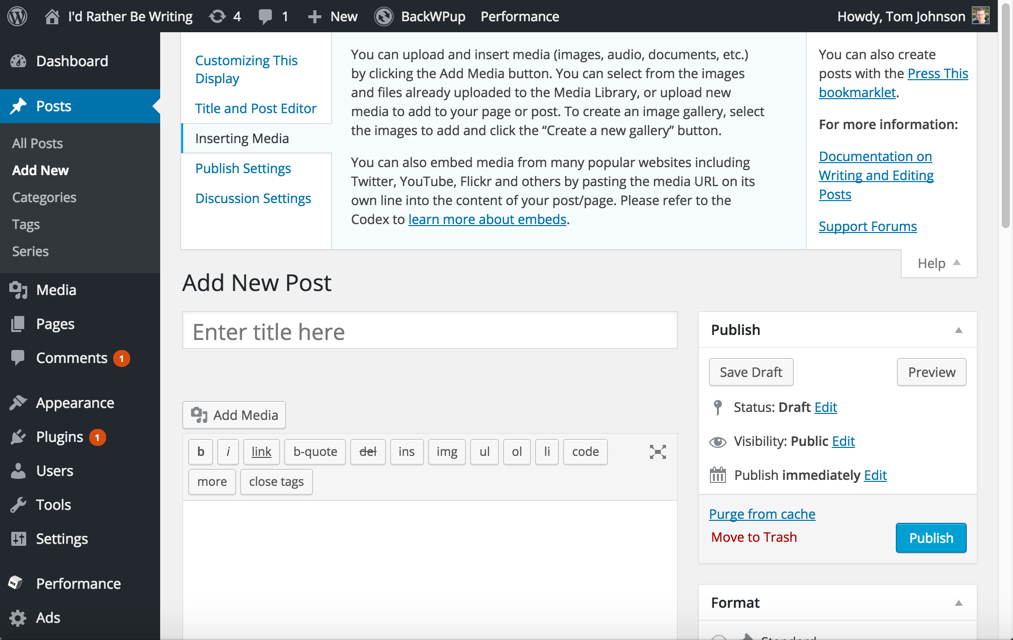 I'd Rather Be Writing 4 1 New BackWPup Performance Howdy, Tom Johnson
Dashboard
Posts
All Posts
Add New
Categories
Tags
Series
Media
Pages
Comments 1
Appearance
Plugins 1
Users
Tools
Settings
Performance
Ads
Customizing This
Display
Title and Post Editor
Inserting Media
Publish Settings
Discussion Settings
You can upload and insert media (images, audio, documents, etc.)
by clicking the Add Media button. You can select from the images
and files already uploaded to the Media Library, or upload new
media to add to your page or post. To create an image gallery, select
the images to add and click the “Create a new gallery” button.
You can also embed media from many popular websites including
Twitter, YouTube, Flickr and others by pasting the media URL on its
own line into the content of your post/page. Please refer to the
Codex to learn more about embeds.
You can also create
posts with the Press This
bookmarklet.
For more information:
Documentation on
Writing and Editing
Posts
Support Forums
Help
Add New Post
Enter title here
Add Media
b i link b-quote del ins img ul ol li code
more close tags
Publish
Save Draft Preview
Status: Draft Edit
Visibility: Public Edit
Publish immediately Edit
Purge from cache
Move to Trash
Publish
Format
Standard